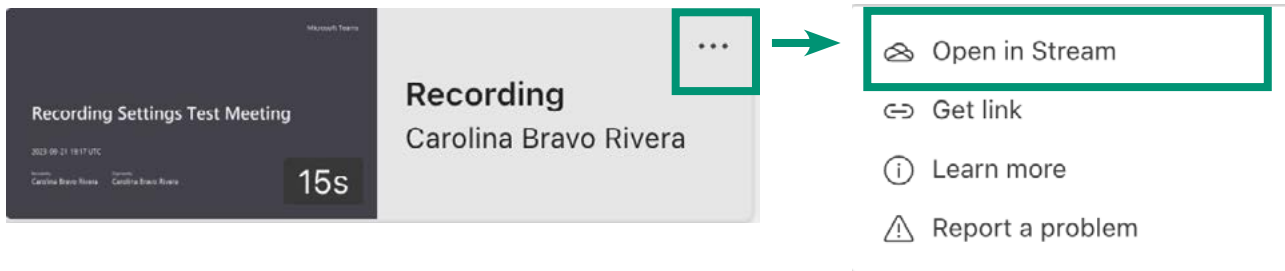 Microsoft Teams
Recording Settings Test Meeting
2023-09-21 19:17 UTC
Carolina Bravo Rivera Carolina Bravo Rivera
15s
...
Recording
Carolina Bravo Rivera
Open in Stream
Get link
Learn more
Report a problem